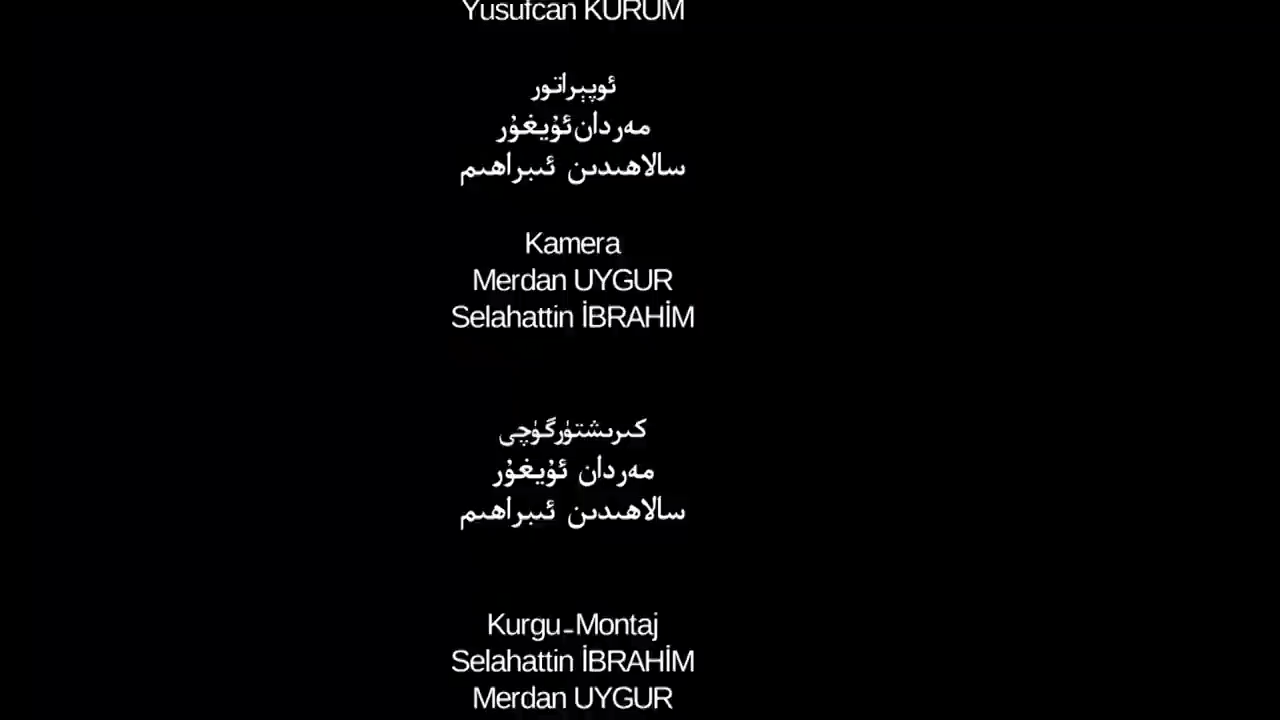 Yusufcan KURUM
ئوپېراتور
مەردان ئۇيغۇر
سالاھىدىن ئىبراھىم
Kamera
Merdan UYGUR
Selahattin İBRAHİM
كىرىشتۈرگۈچى
مەردان ئۇيغۇر
سالاھىدىن ئىبراھىم
Kurgu-Montaj
Selahattin İBRAHİM
Merdan UYGUR